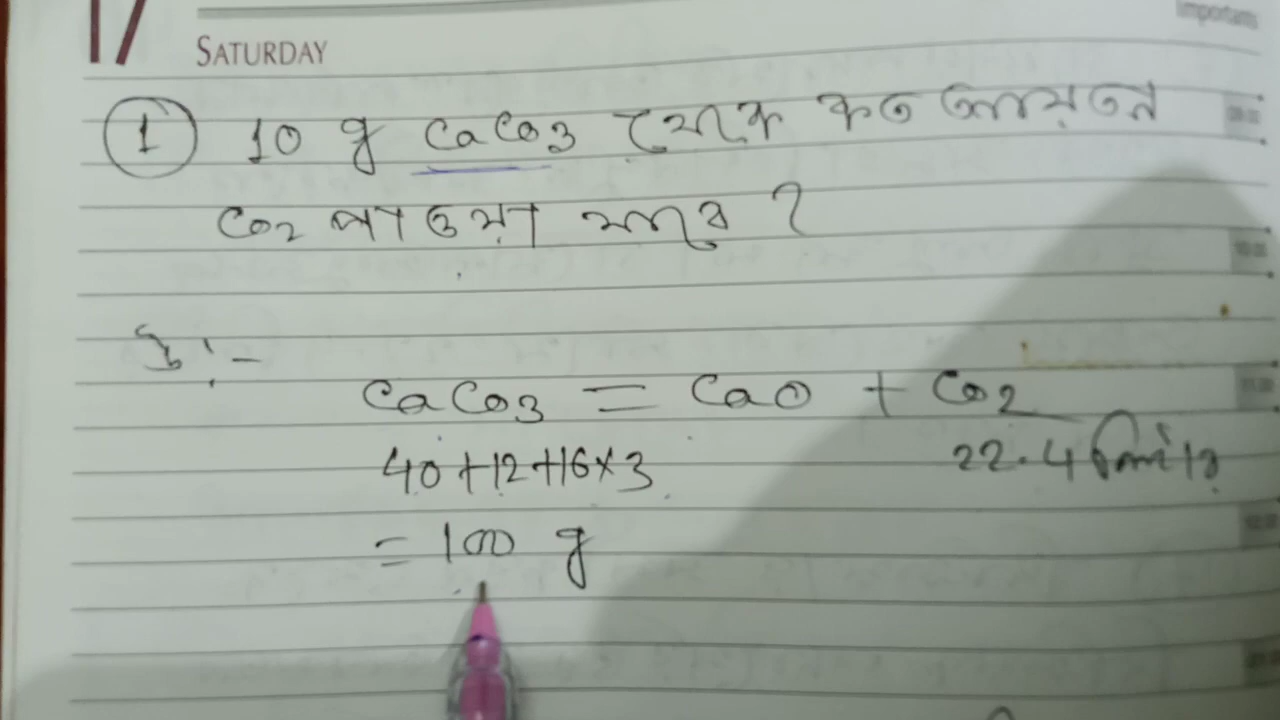 17
SATURDAY
Important
1 10 g CaCO3 থেকে কত আয়তন
CO2 পাওয়া যাবে ?
উ:-
CaCO3 = CaO + CO2
40+12+16×3 22.4 লিটার
= 100 g